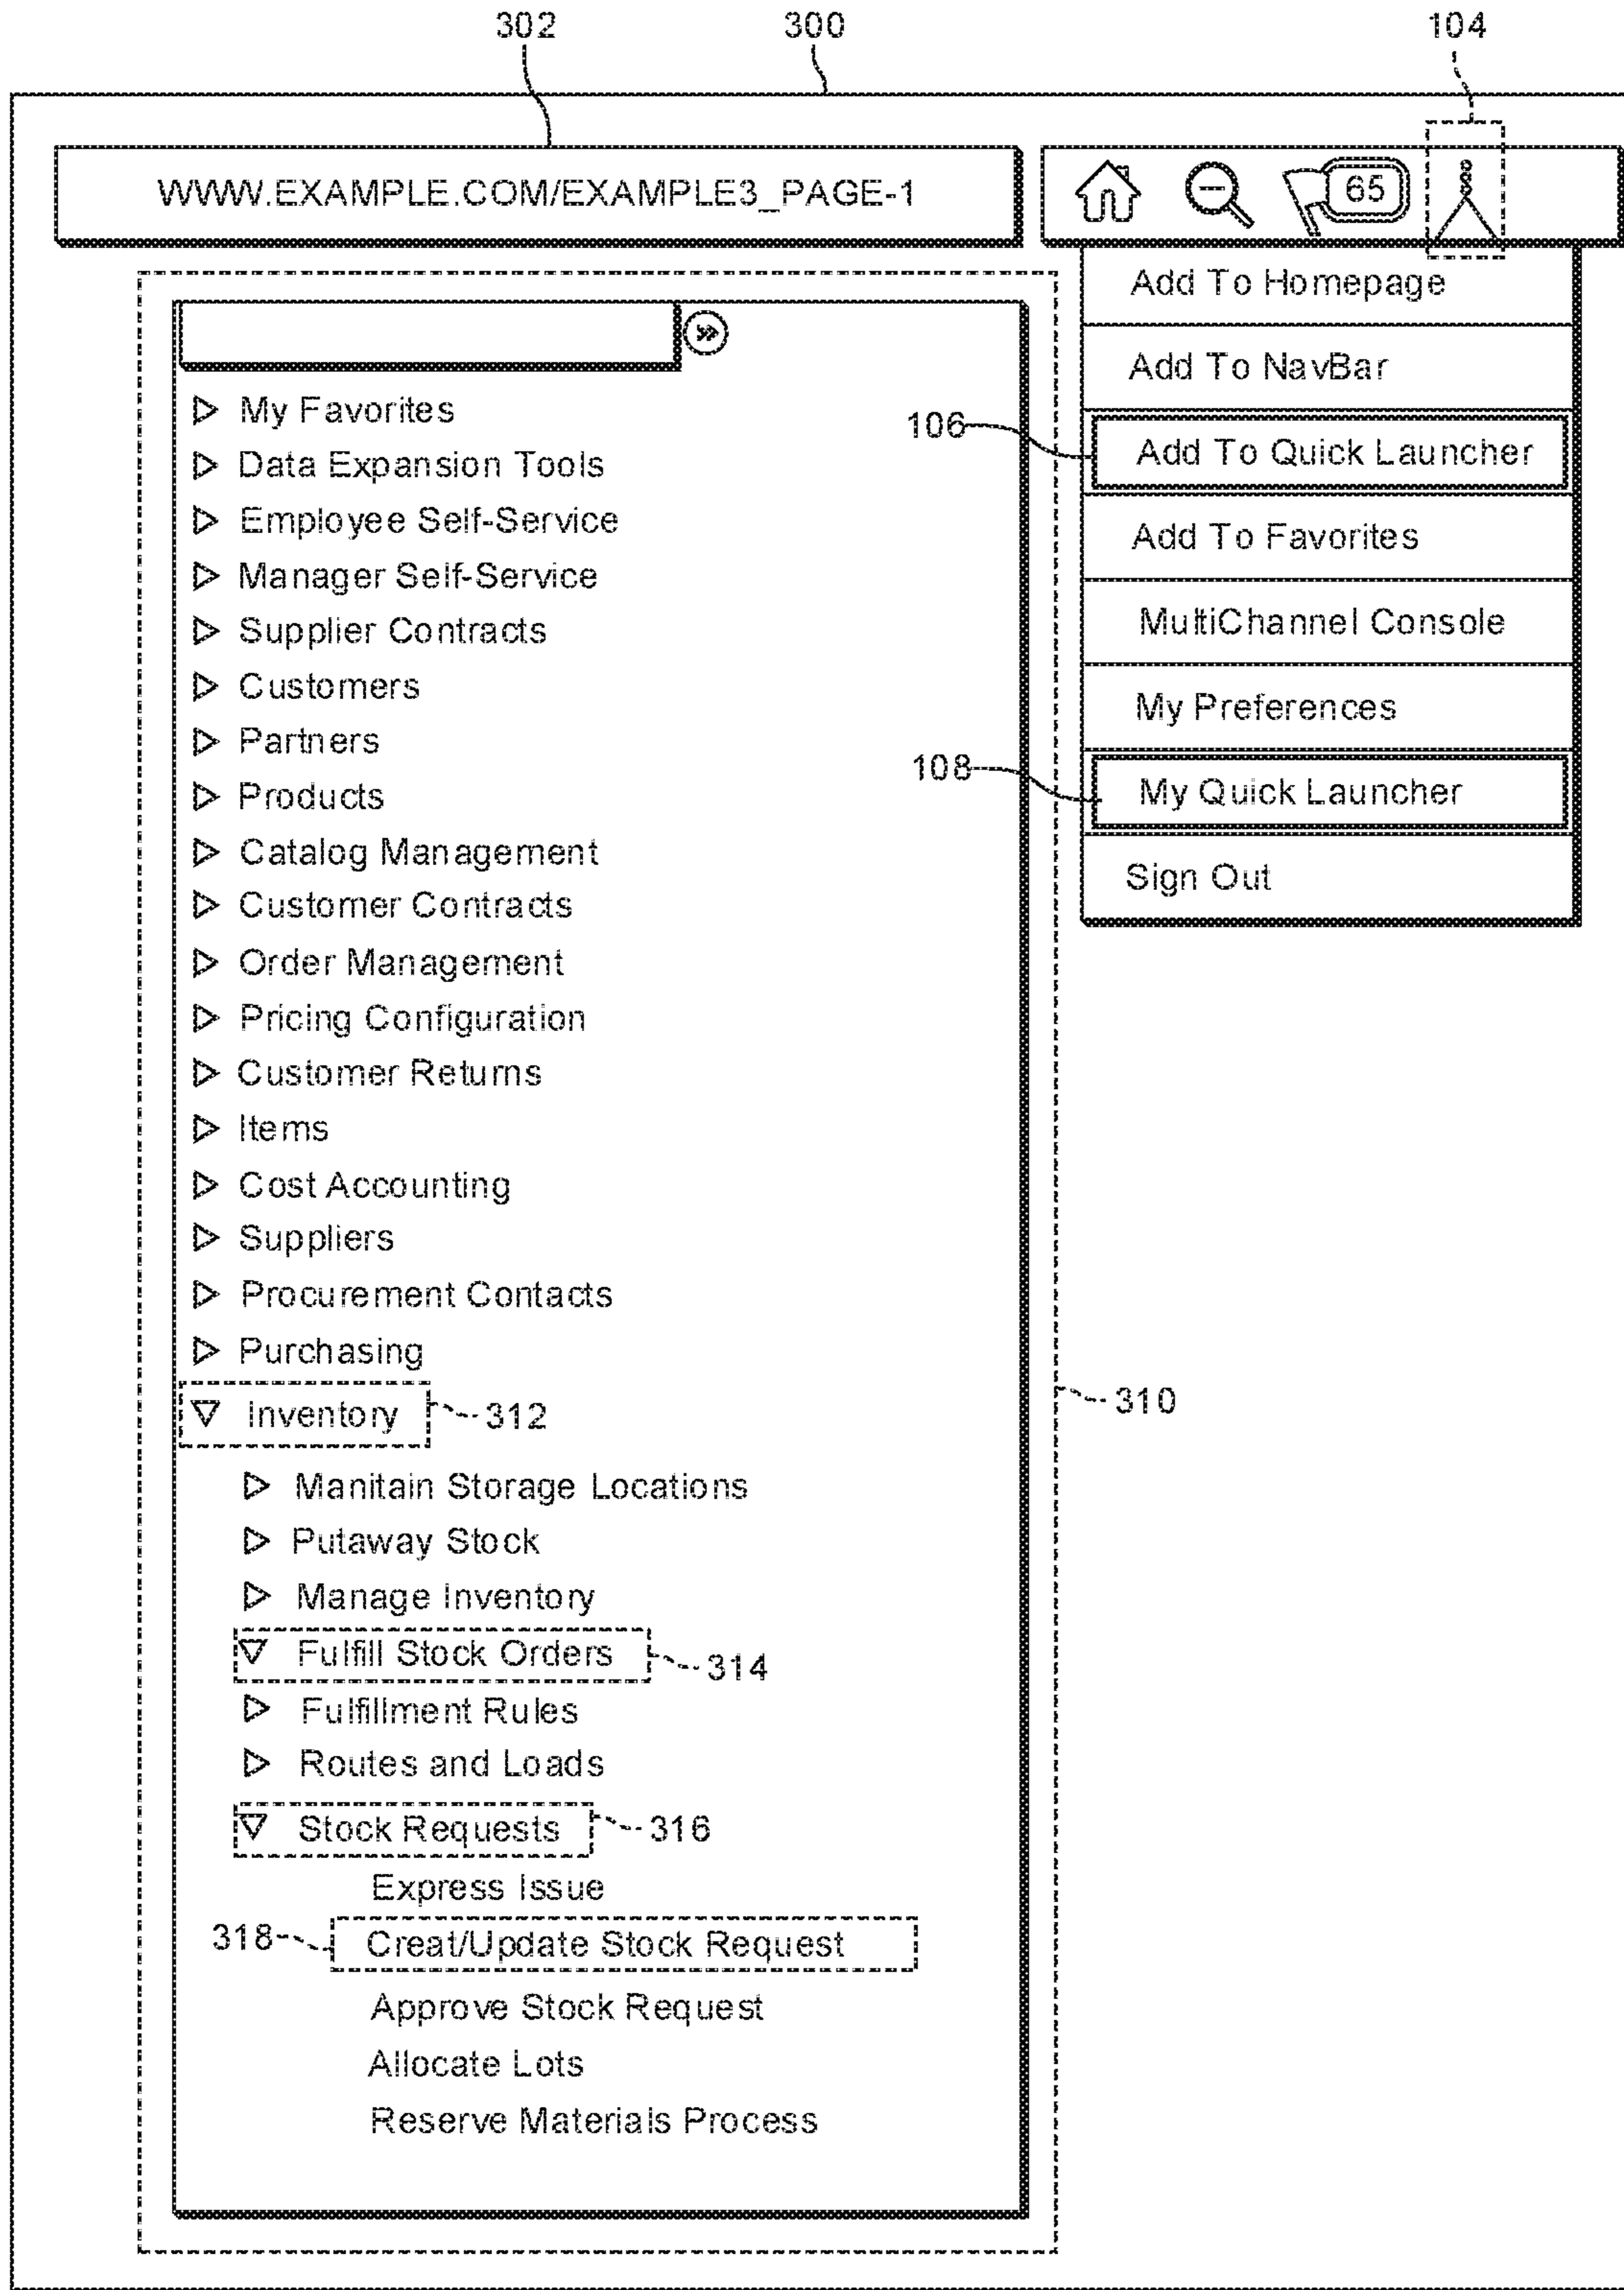 302
300
104
WWW.EXAMPLE.COM/EXAMPLE3_PAGE-1
65
Add To Homepage
Add To NavBar
106
Add To Quick Launcher
Add To Favorites
MultiChannel Console
My Preferences
108
My Quick Launcher
Sign Out
My Favorites
Data Expansion Tools
Employee Self-Service
Manager Self-Service
Supplier Contracts
Customers
Partners
Products
Catalog Management
Customer Contracts
Order Management
Pricing Configuration
Customer Returns
Items
Cost Accounting
Suppliers
Procurement Contacts
Purchasing
Inventory
312
310
Manitain Storage Locations
Putaway Stock
Manage Inventory
Fulfill Stock Orders
314
Fulfillment Rules
Routes and Loads
Stock Requests
316
Express Issue
318
Creat/Update Stock Request
Approve Stock Request
Allocate Lots
Reserve Materials Process